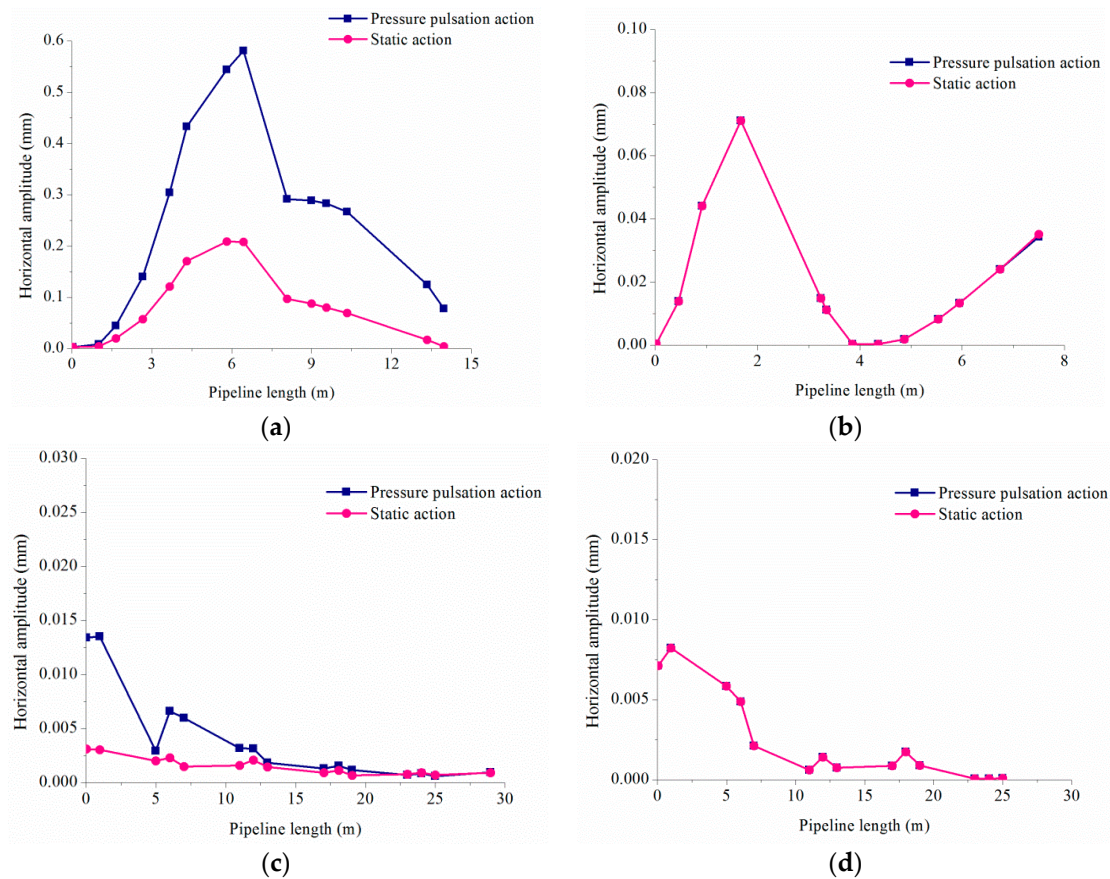 Pressure pulsation action
Static action
0.6
0.5
0.4
0.3
0.2
0.1
0.0
Horizontal amplitude (mm)
0
3
6
9
12
15
Pipeline length (m)
(a)
Pressure pulsation action
Static action
0.10
0.08
0.06
0.04
0.02
0.00
Horizontal amplitude (mm)
0
2
4
6
8
Pipeline length (m)
(b)
Pressure pulsation action
Static action
0.030
0.025
0.020
0.015
0.010
0.005
0.000
Horizontal amplitude (mm)
0
5
10
15
20
25
30
Pipeline length (m)
(c)
Pressure pulsation action
Static action
0.020
0.015
0.010
0.005
0.000
Horizontal amplitude (mm)
0
5
10
15
20
25
30
Pipeline length (m)
(d)